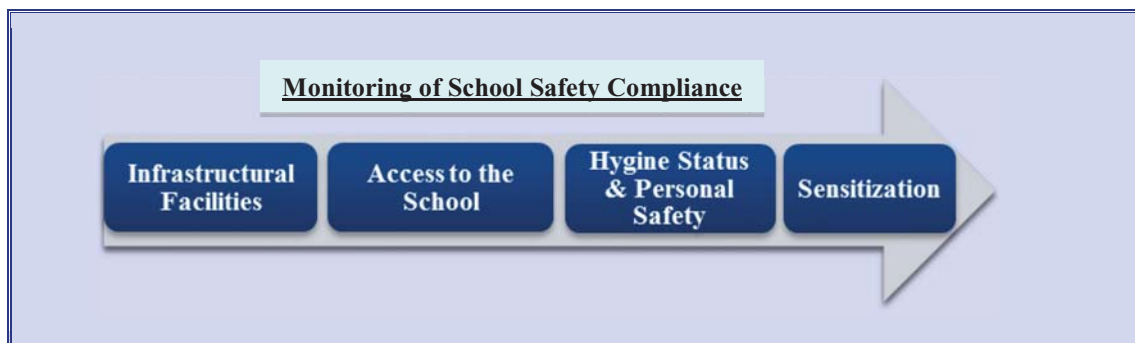 Monitoring of School Safety Compliance
Infrastructural
Facilities
Access to the
School
Hygine Status
& Personal
Safety
Sensitization